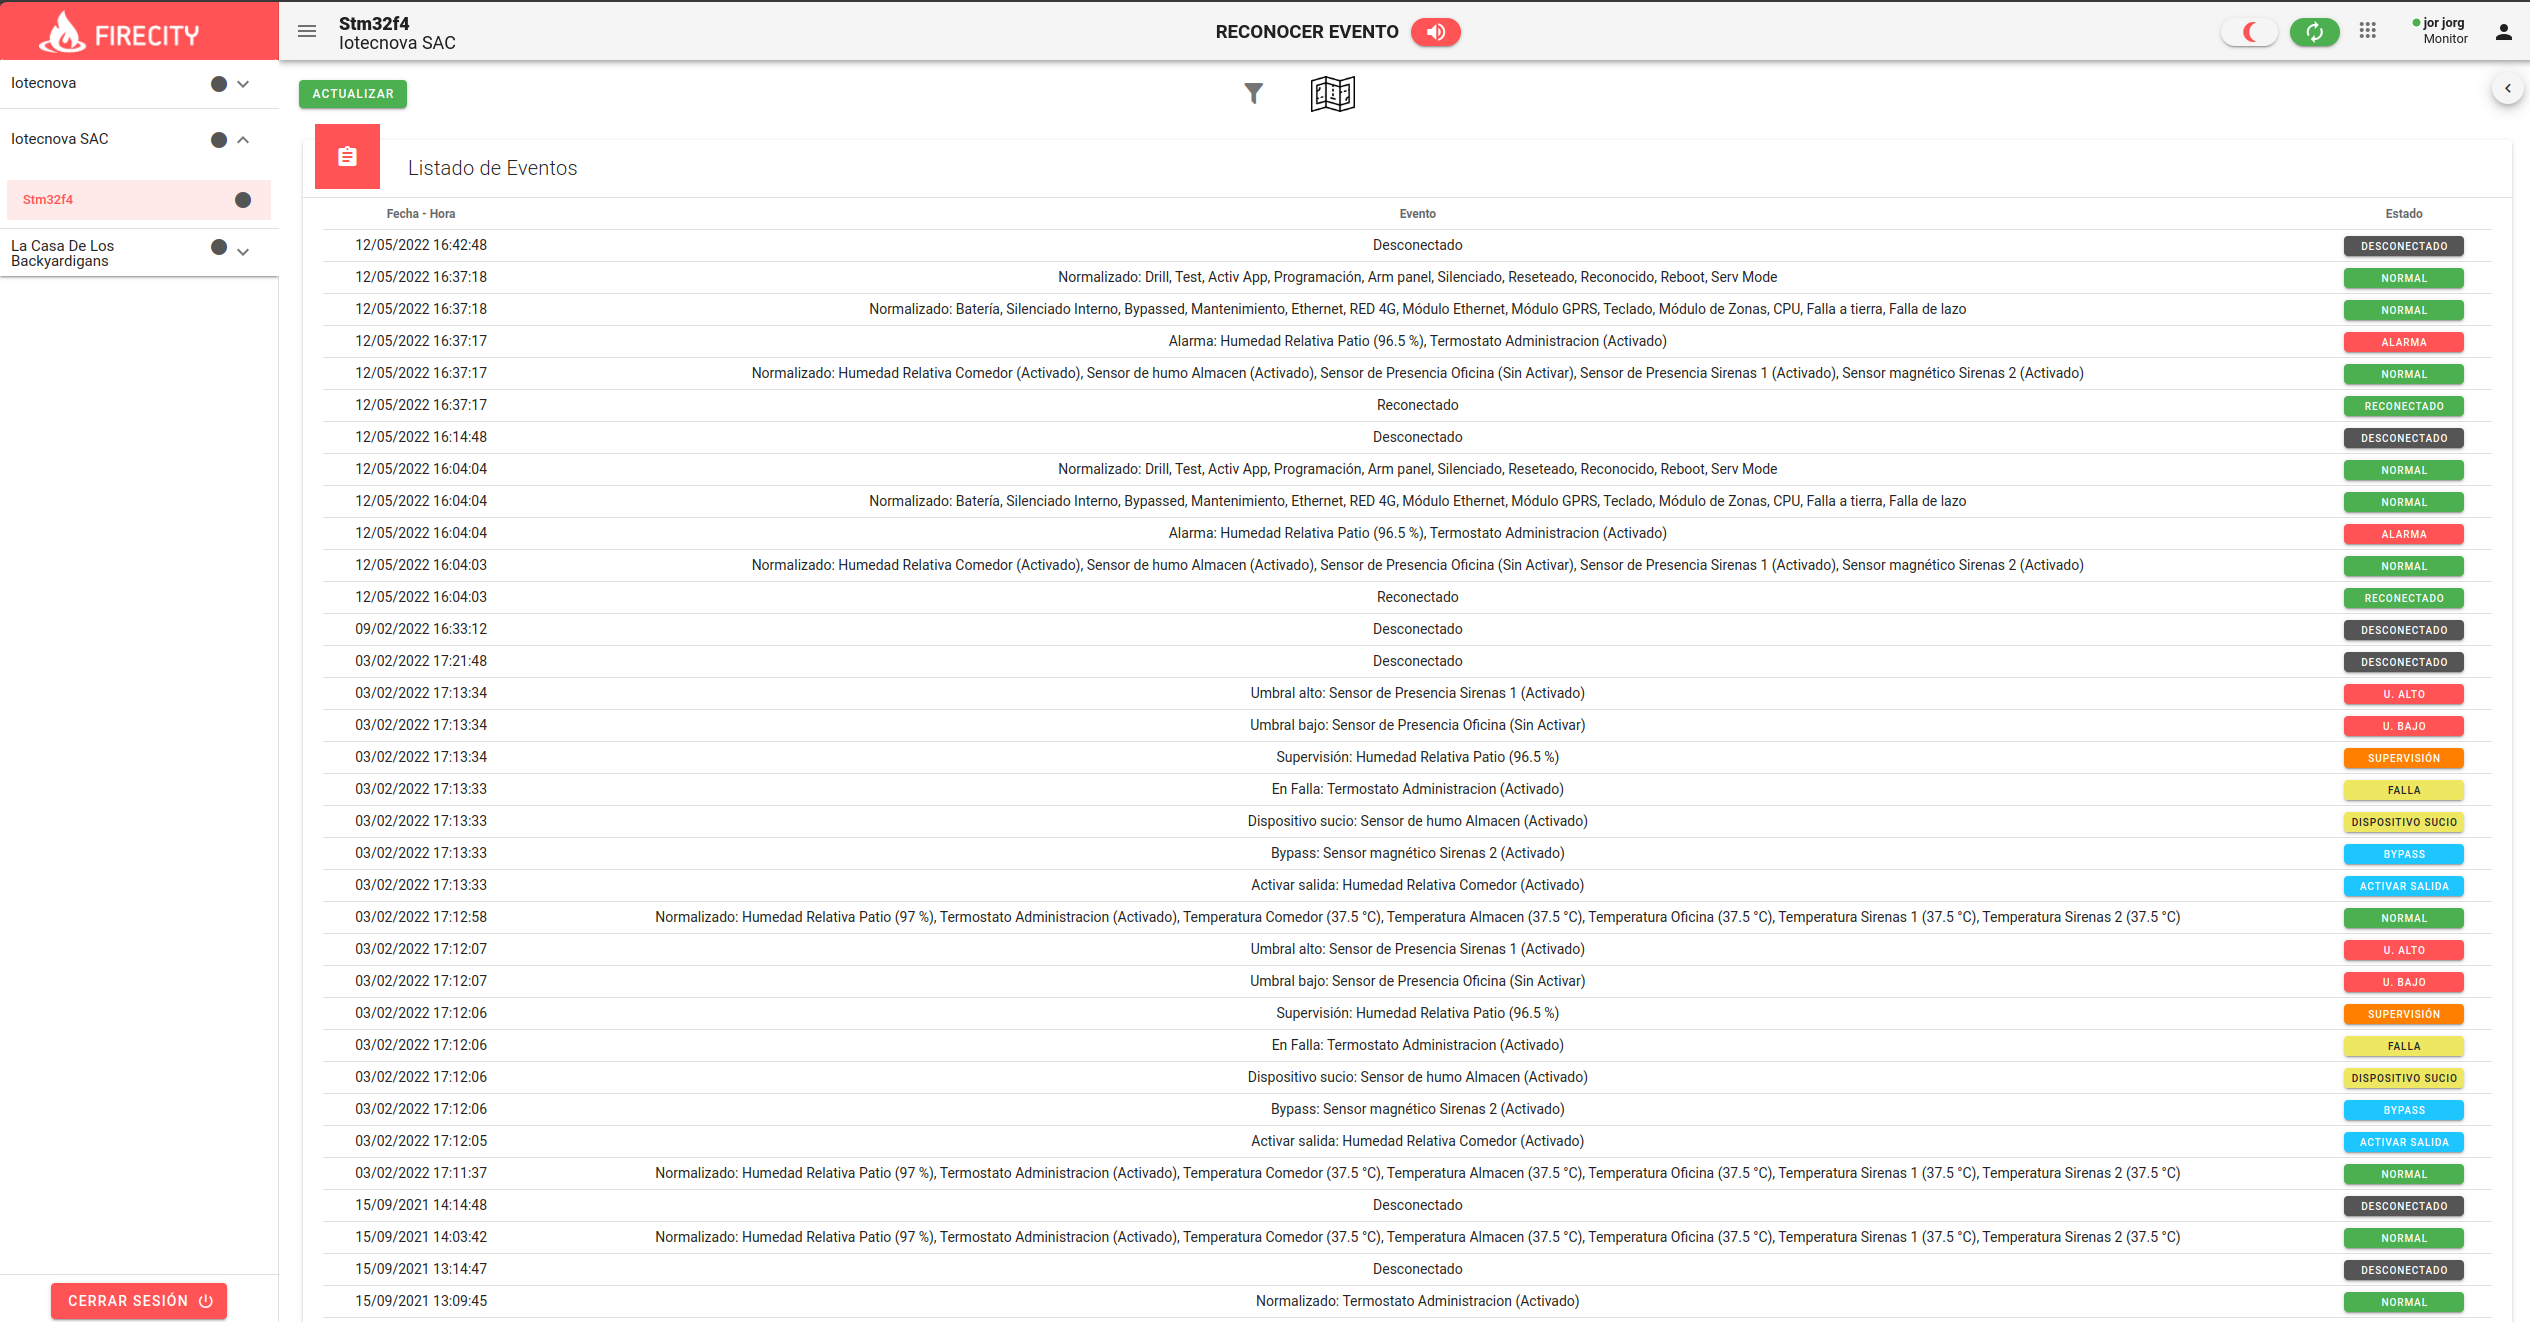 FIRECITY
Stm32f4
Iotecnova SAC
RECONOCER EVENTO
jor jorg
Monitor
Iotecnova
Iotecnova SAC
Stm32f4
La Casa De Los
Backyardigans
CERRAR SESIÓN
ACTUALIZAR
Listado de Eventos
Fecha - Hora Evento Estado
12/05/2022 16:42:48 Desconectado DESCONECTADO
12/05/2022 16:37:18 Normalizado: Drill, Test, Activ App, Programación, Arm panel, Silenciado, Reseteado, Reconocido, Reboot, Serv Mode NORMAL
12/05/2022 16:37:18 Normalizado: Batería, Silenciado Interno, Bypassed, Mantenimiento, Ethernet, RED 4G, Módulo Ethernet, Módulo GPRS, Teclado, Módulo de Zonas, CPU, Falla a tierra, Falla de lazo NORMAL
12/05/2022 16:37:17 Alarma: Humedad Relativa Patio (96.5 %), Termostato Administracion (Activado) ALARMA
12/05/2022 16:37:17 Normalizado: Humedad Relativa Comedor (Activado), Sensor de humo Almacen (Activado), Sensor de Presencia Oficina (Sin Activar), Sensor de Presencia Sirenas 1 (Activado), Sensor magnético Sirenas 2 (Activado) NORMAL
12/05/2022 16:37:17 Reconectado RECONECTADO
12/05/2022 16:14:48 Desconectado DESCONECTADO
12/05/2022 16:04:04 Normalizado: Drill, Test, Activ App, Programación, Arm panel, Silenciado, Reseteado, Reconocido, Reboot, Serv Mode NORMAL
12/05/2022 16:04:04 Normalizado: Batería, Silenciado Interno, Bypassed, Mantenimiento, Ethernet, RED 4G, Módulo Ethernet, Módulo GPRS, Teclado, Módulo de Zonas, CPU, Falla a tierra, Falla de lazo NORMAL
12/05/2022 16:04:04 Alarma: Humedad Relativa Patio (96.5 %), Termostato Administracion (Activado) ALARMA
12/05/2022 16:04:03 Normalizado: Humedad Relativa Comedor (Activado), Sensor de humo Almacen (Activado), Sensor de Presencia Oficina (Sin Activar), Sensor de Presencia Sirenas 1 (Activado), Sensor magnético Sirenas 2 (Activado) NORMAL
12/05/2022 16:04:03 Reconectado RECONECTADO
09/02/2022 16:33:12 Desconectado DESCONECTADO
03/02/2022 17:21:48 Desconectado DESCONECTADO
03/02/2022 17:13:34 Umbral alto: Sensor de Presencia Sirenas 1 (Activado) U. ALTO
03/02/2022 17:13:34 Umbral bajo: Sensor de Presencia Oficina (Sin Activar) U. BAJO
03/02/2022 17:13:34 Supervisión: Humedad Relativa Patio (96.5 %) SUPERVISIÓN
03/02/2022 17:13:33 En Falla: Termostato Administracion (Activado) FALLA
03/02/2022 17:13:33 Dispositivo sucio: Sensor de humo Almacen (Activado) DISPOSITIVO SUCIO
03/02/2022 17:13:33 Bypass: Sensor magnético Sirenas 2 (Activado) BYPASS
03/02/2022 17:13:33 Activar salida: Humedad Relativa Comedor (Activado) ACTIVAR SALIDA
03/02/2022 17:12:58 Normalizado: Humedad Relativa Patio (97 %), Termostato Administracion (Activado), Temperatura Comedor (37.5 °C), Temperatura Almacen (37.5 °C), Temperatura Oficina (37.5 °C), Temperatura Sirenas 1 (37.5 °C), Temperatura Sirenas 2 (37.5 °C) NORMAL
03/02/2022 17:12:07 Umbral alto: Sensor de Presencia Sirenas 1 (Activado) U. ALTO
03/02/2022 17:12:07 Umbral bajo: Sensor de Presencia Oficina (Sin Activar) U. BAJO
03/02/2022 17:12:06 Supervisión: Humedad Relativa Patio (96.5 %) SUPERVISIÓN
03/02/2022 17:12:06 En Falla: Termostato Administracion (Activado) FALLA
03/02/2022 17:12:06 Dispositivo sucio: Sensor de humo Almacen (Activado) DISPOSITIVO SUCIO
03/02/2022 17:12:06 Bypass: Sensor magnético Sirenas 2 (Activado) BYPASS
03/02/2022 17:12:05 Activar salida: Humedad Relativa Comedor (Activado) ACTIVAR SALIDA
03/02/2022 17:11:37 Normalizado: Humedad Relativa Patio (97 %), Termostato Administracion (Activado), Temperatura Comedor (37.5 °C), Temperatura Almacen (37.5 °C), Temperatura Oficina (37.5 °C), Temperatura Sirenas 1 (37.5 °C), Temperatura Sirenas 2 (37.5 °C) NORMAL
15/09/2021 14:14:48 Desconectado DESCONECTADO
15/09/2021 14:03:42 Normalizado: Humedad Relativa Patio (97 %), Termostato Administracion (Activado), Temperatura Comedor (37.5 °C), Temperatura Almacen (37.5 °C), Temperatura Oficina (37.5 °C), Temperatura Sirenas 1 (37.5 °C), Temperatura Sirenas 2 (37.5 °C) NORMAL
15/09/2021 13:14:47 Desconectado DESCONECTADO
15/09/2021 13:09:45 Normalizado: Termostato Administracion (Activado) NORMAL